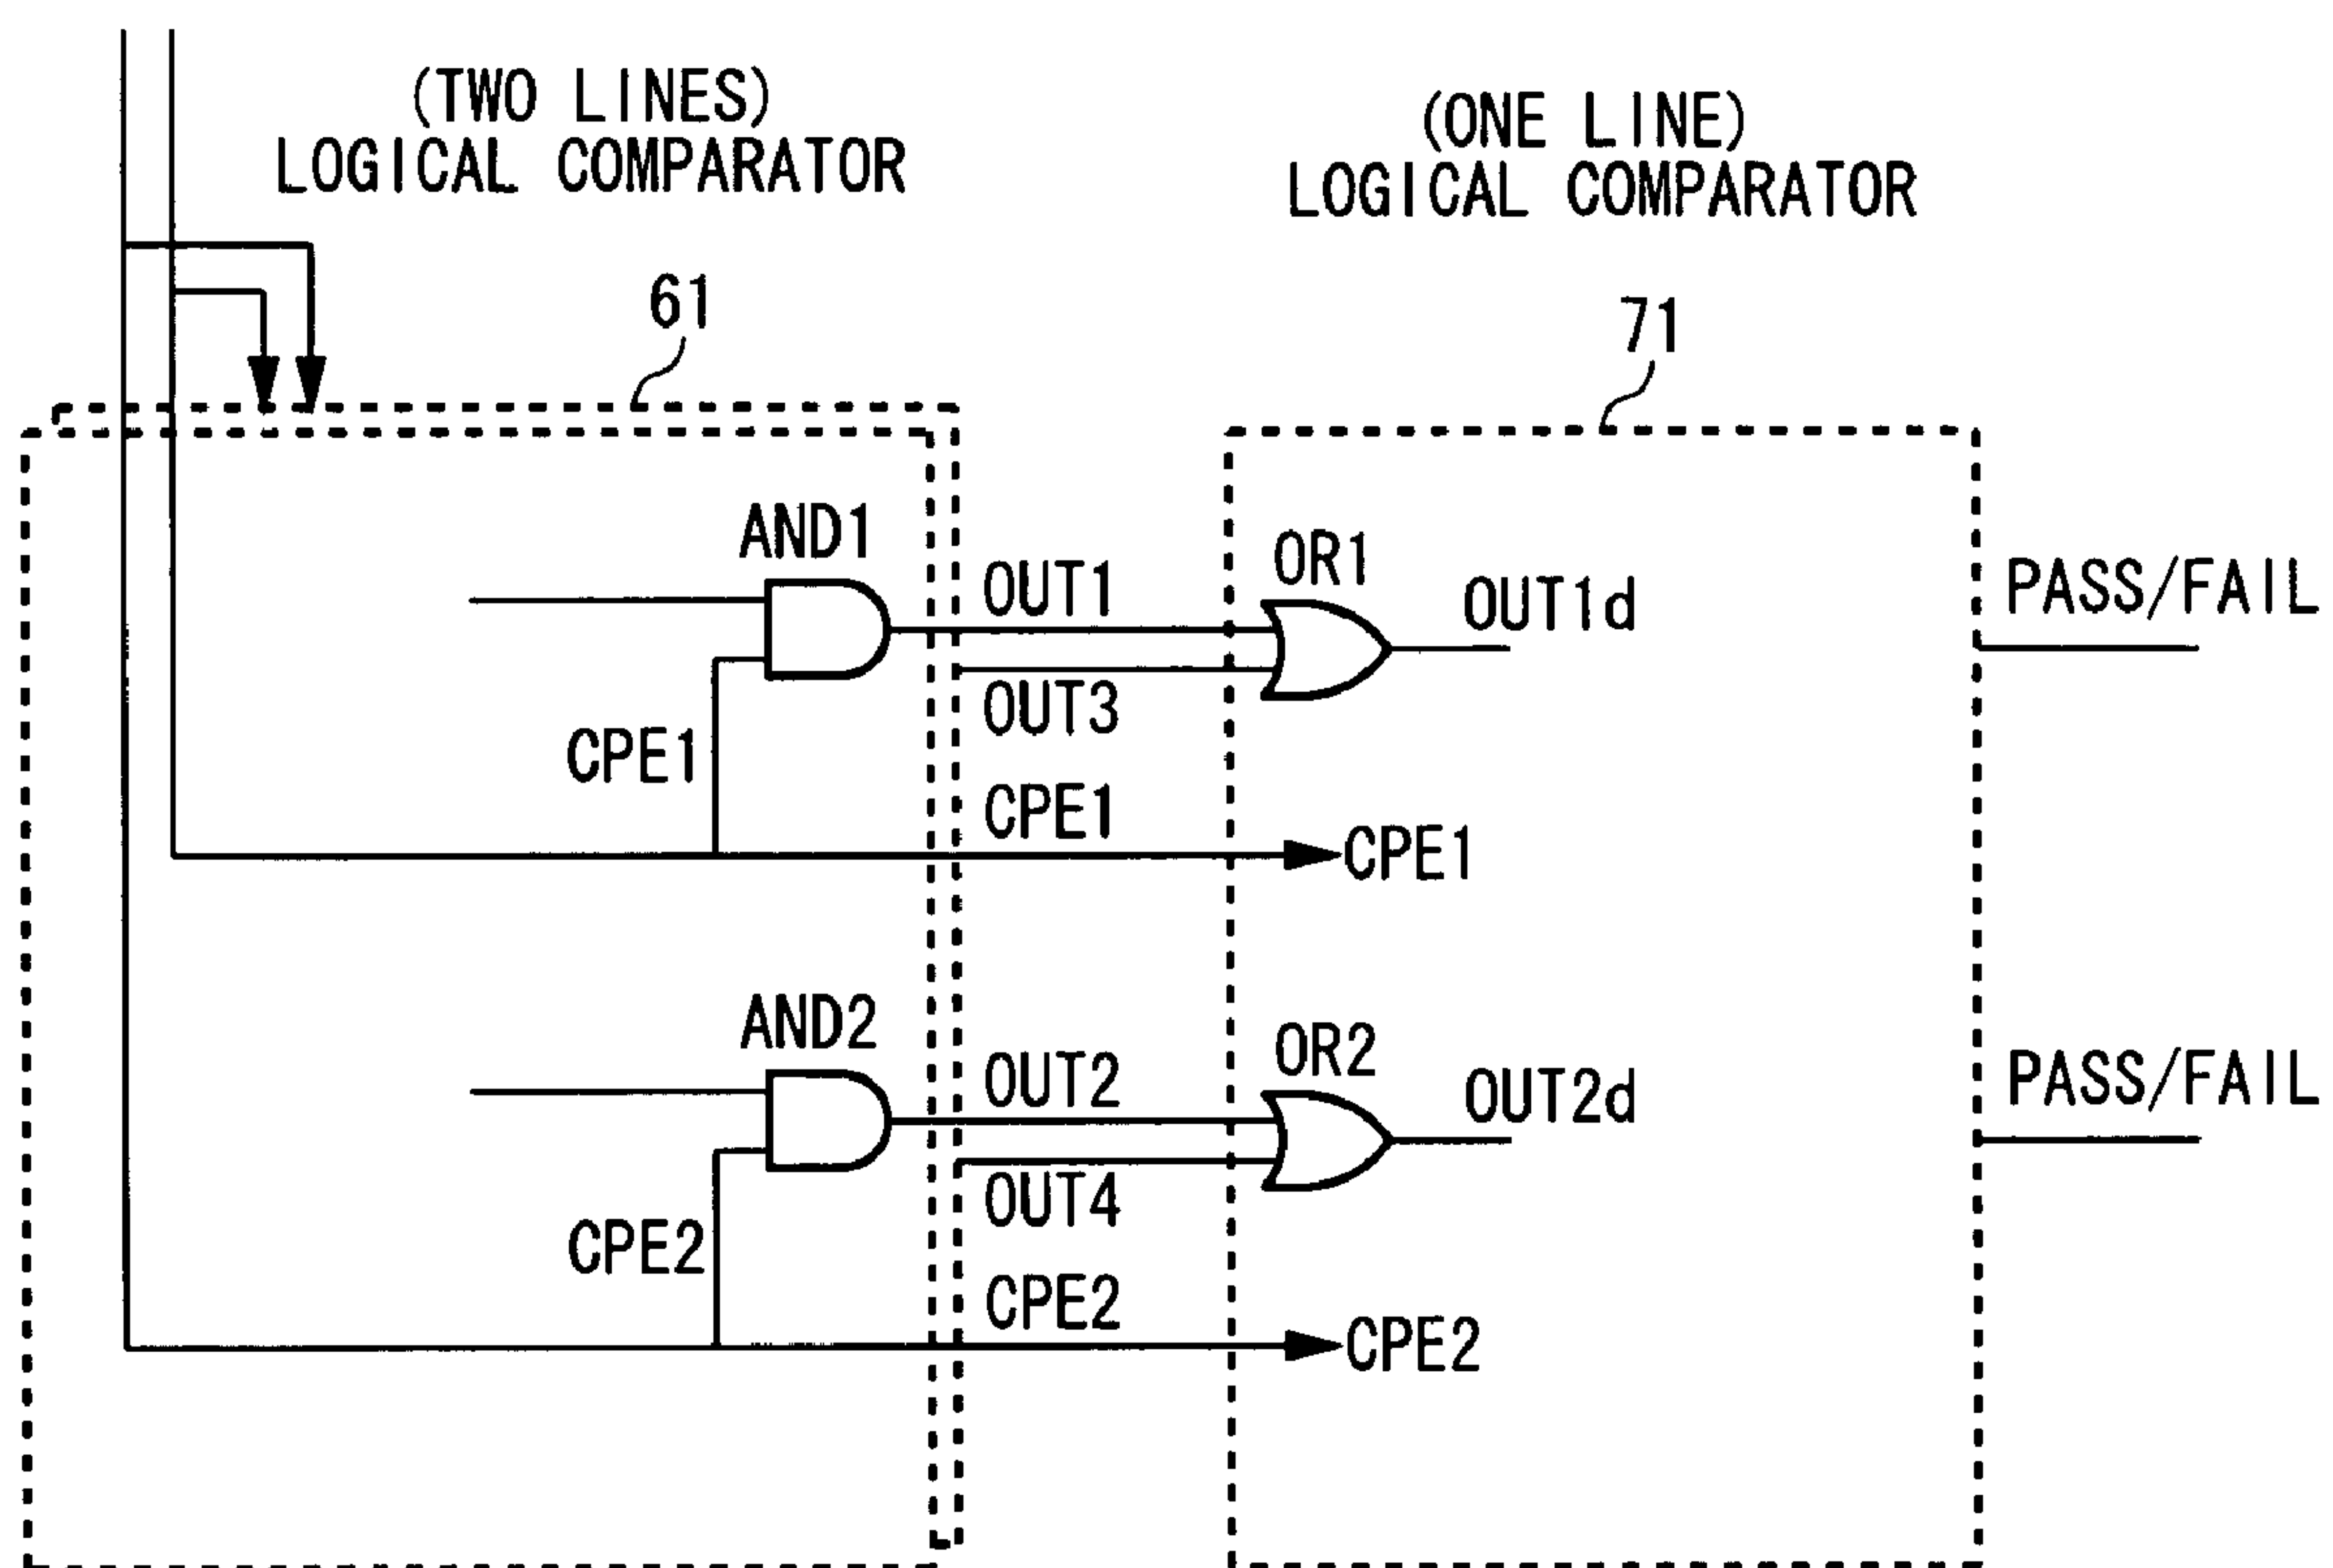 (TWO LINES)
LOGICAL COMPARATOR
(ONE LINE)
LOGICAL COMPARATOR
61
71
AND1
OUT1
OR1
OUT1d
PASS/FAIL
OUT3
CPE1
CPE1
CPE1
AND2
OUT2
OR2
OUT2d
PASS/FAIL
OUT4
CPE2
CPE2
CPE2